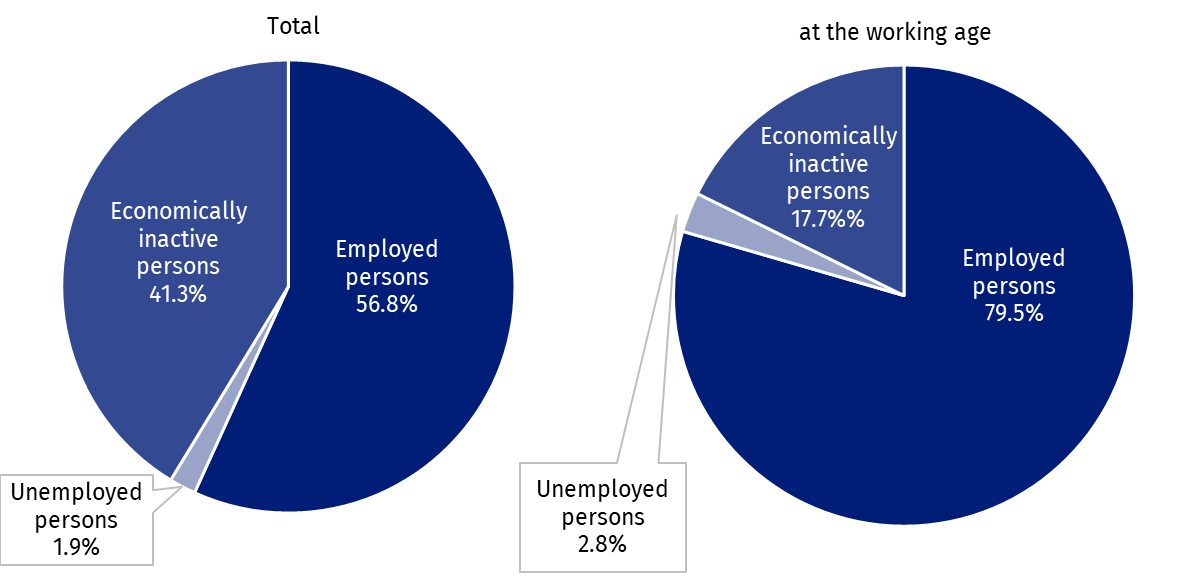 Total
Economically
inactive
persons
41.3%
Employed
persons
56.8%
Unemployed
persons
1.9%
at the working age
Economically
inactive
persons
17.7%%
Employed
persons
79.5%
Unemployed
persons
2.8%